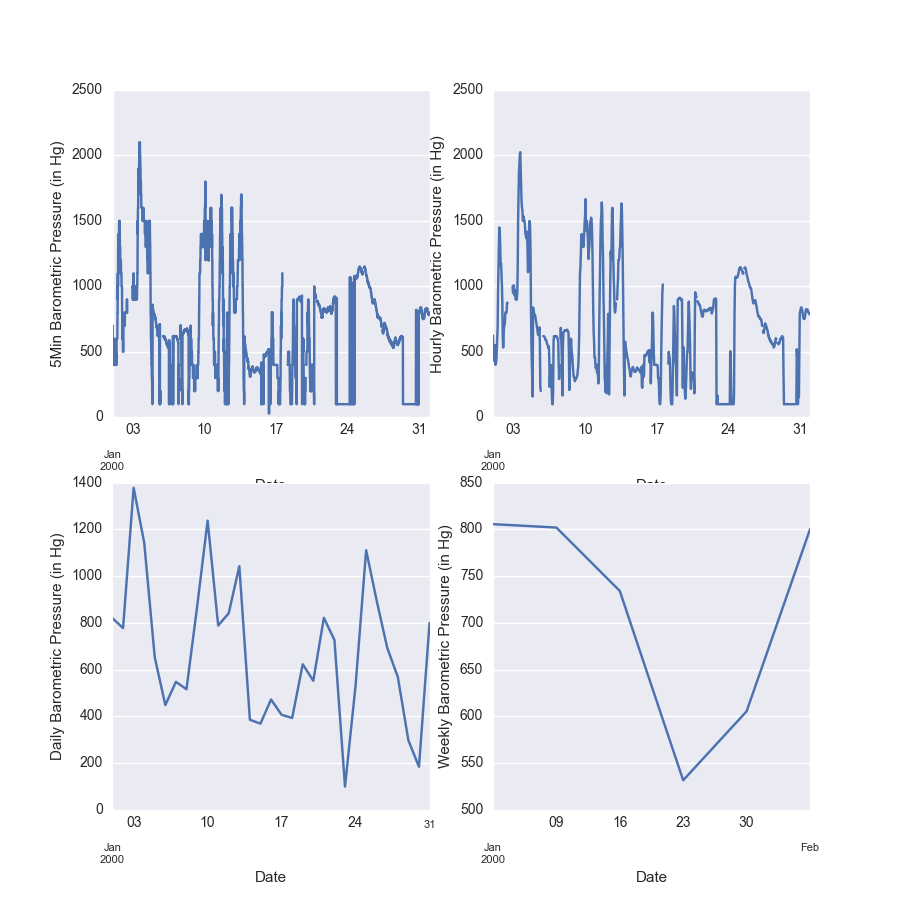 2500
2000
1500
1000
500
0
5Min Barometric Pressure (in Hg)
03 10 17 24 31
Jan
2000
Date
2500
2000
1500
1000
500
0
Hourly Barometric Pressure (in Hg)
03 10 17 24 31
Jan
2000
Date
1400
1200
1000
800
600
400
200
0
Daily Barometric Pressure (in Hg)
03 10 17 24 31
Jan
2000
Date
850
800
750
700
650
600
550
500
Weekly Barometric Pressure (in Hg)
09 16 23 30
Jan
2000
Feb
Date